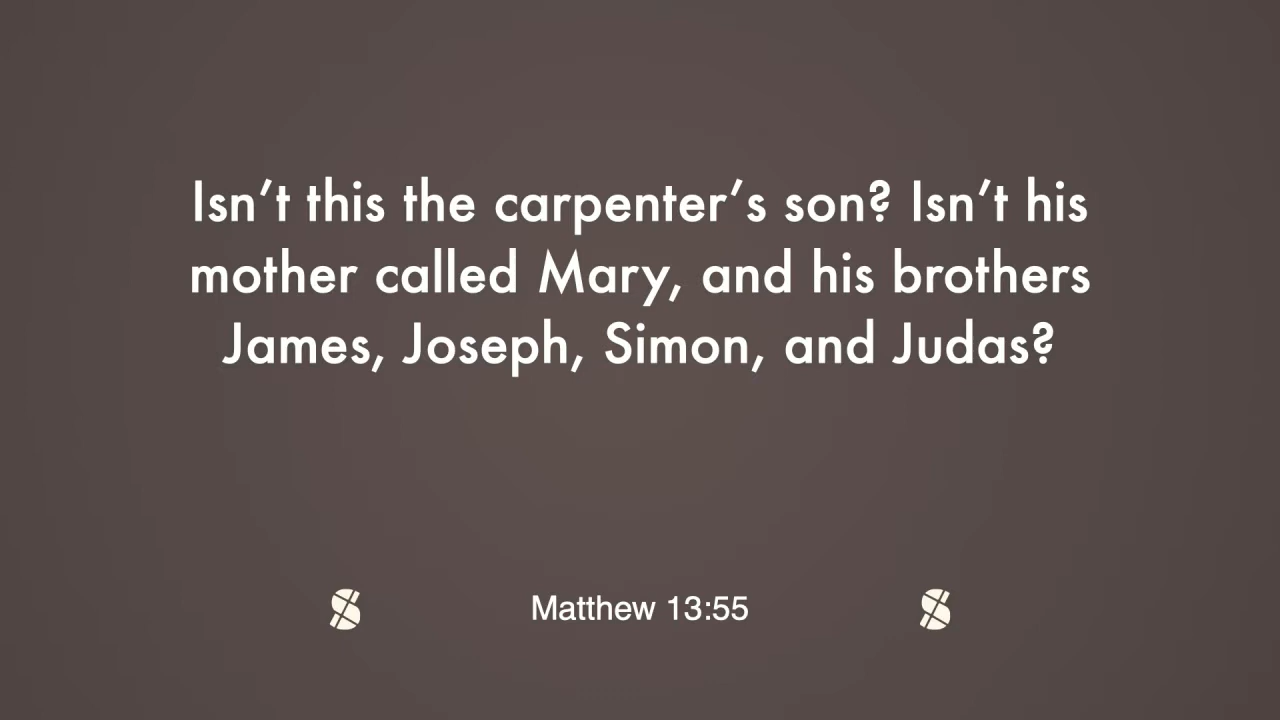 Isn’t this the carpenter’s son? Isn’t his
mother called Mary, and his brothers
James, Joseph, Simon, and Judas?
Matthew 13:55